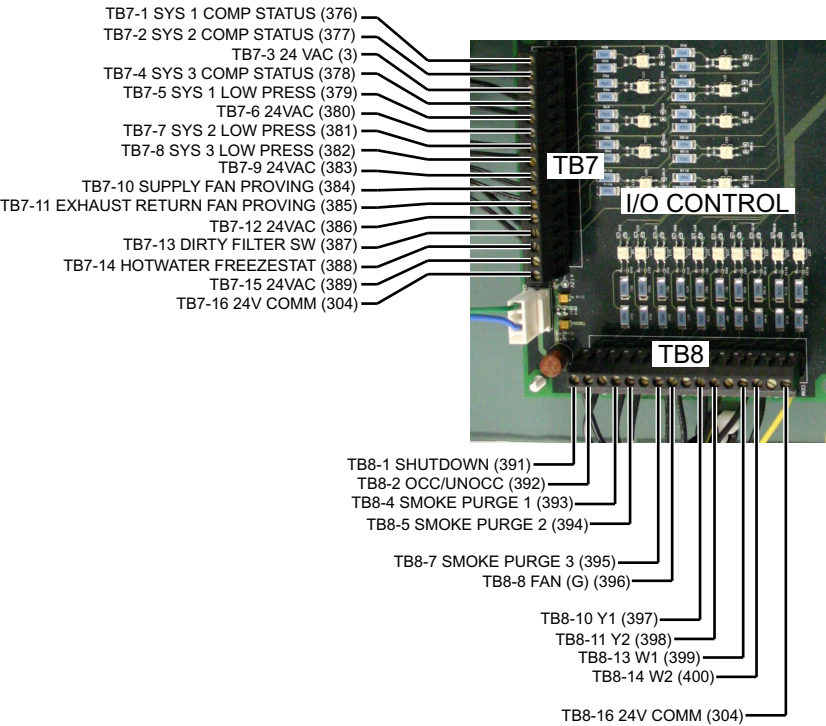 TB7-1 SYS 1 COMP STATUS (376)
TB7-2 SYS 2 COMP STATUS (377)
TB7-3 24 VAC (3)
TB7-4 SYS 3 COMP STATUS (378)
TB7-5 SYS 1 LOW PRESS (379)
TB7-6 24VAC (380)
TB7-7 SYS 2 LOW PRESS (381)
TB7-8 SYS 3 LOW PRESS (382)
TB7-9 24VAC (383)
TB7-10 SUPPLY FAN PROVING (384)
TB7-11 EXHAUST RETURN FAN PROVING (385)
TB7-12 24VAC (386)
TB7-13 DIRTY FILTER SW (387)
TB7-14 HOTWATER FREEZESTAT (388)
TB7-15 24VAC (389)
TB7-16 24V COMM (304)
TB7
I/O CONTROL
TB8
COM
TB8-1 SHUTDOWN (391)
TB8-2 OCC/UNOCC (392)
TB8-4 SMOKE PURGE 1 (393)
TB8-5 SMOKE PURGE 2 (394)
TB8-7 SMOKE PURGE 3 (395)
TB8-8 FAN (G) (396)
TB8-10 Y1 (397)
TB8-11 Y2 (398)
TB8-13 W1 (399)
TB8-14 W2 (400)
TB8-16 24V COMM (304)